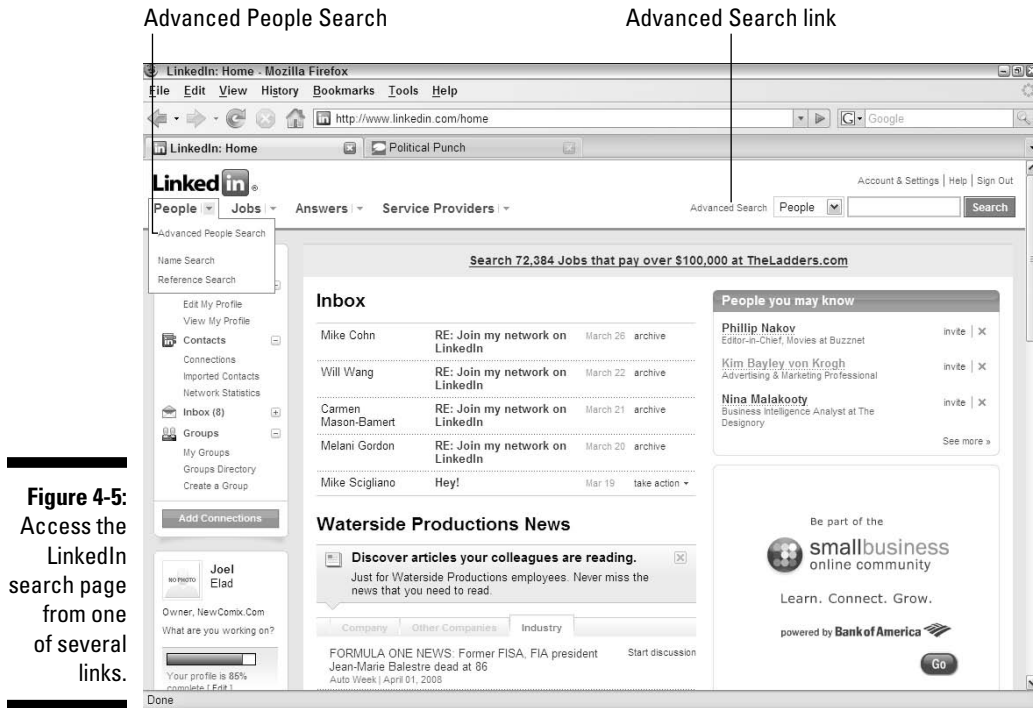 Advanced People Search
Advanced Search link
LinkedIn: Home - Mozilla Firefox
File Edit View History Bookmarks Tools Help
http://www.linkedin.com/home
G Google
LinkedIn: Home
Political Punch
Linked in ®
Account & Settings | Help | Sign Out
People Jobs Answers Service Providers
Advanced Search People Search
Advanced People Search
Name Search
Reference Search
Edit My Profile
View My Profile
Contacts
Connections
Imported Contacts
Network Statistics
Inbox (8)
Groups
My Groups
Groups Directory
Create a Group
Add Connections
NO PHOTO
Joel
Elad
Owner, NewComix.Com
What are you working on?
Your profile is 85%
complete [ Edit ]
Search 72,384 Jobs that pay over $100,000 at TheLadders.com
Inbox
Mike Cohn RE: Join my network on March 26 archive
LinkedIn
Will Wang RE: Join my network on March 22 archive
LinkedIn
Carmen RE: Join my network on March 21 archive
Mason-Bamert LinkedIn
Melani Gordon RE: Join my network on March 20 archive
LinkedIn
Mike Scigliano Hey! Mar 19 take action
Waterside Productions News
Discover articles your colleagues are reading.
Just for Waterside Productions employees. Never miss the
news that you need to read.
Company Other Companies Industry
FORMULA ONE NEWS: Former FISA, FIA president Start discussion
Jean-Marie Balestre dead at 86
Auto Week | April 01, 2008
People you may know
Phillip Nakov invite
Editor-in-Chief, Movies at Buzznet
Kim Bayley von Krogh invite
Advertising & Marketing Professional
Nina Malakooty invite
Business Intelligence Analyst at The
Designory
See more »
Be part of the
smallbusiness
online community
Learn. Connect. Grow.
powered by Bank of America
Go
Done
Figure 4-5:
Access the
LinkedIn
search page
from one
of several
links.